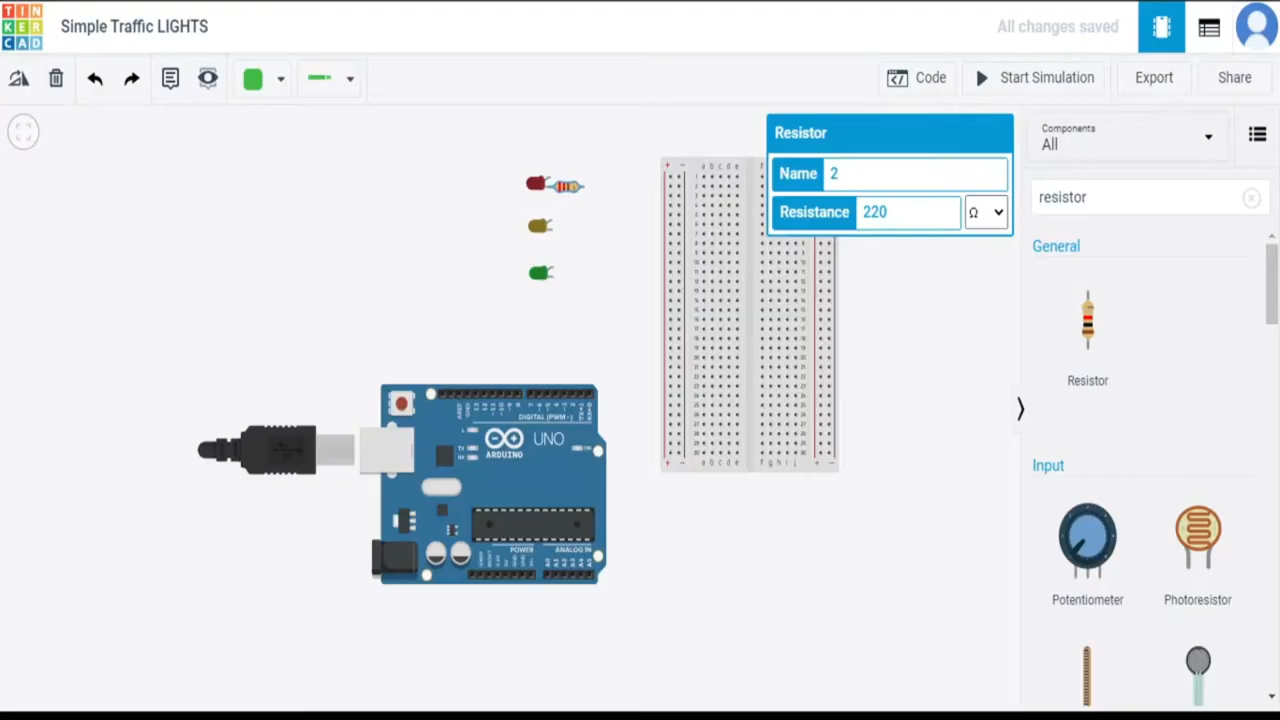 TIN
KER
CAD
Simple Traffic LIGHTS
All changes saved
Code
Start Simulation
Export
Share
Resistor
Name 2
Resistance 220 Ω
Components
All
resistor
General
Resistor
Input
Potentiometer
Photoresistor
DIGITAL (PWM~)
UNO
ARDUINO
POWER
ANALOG IN